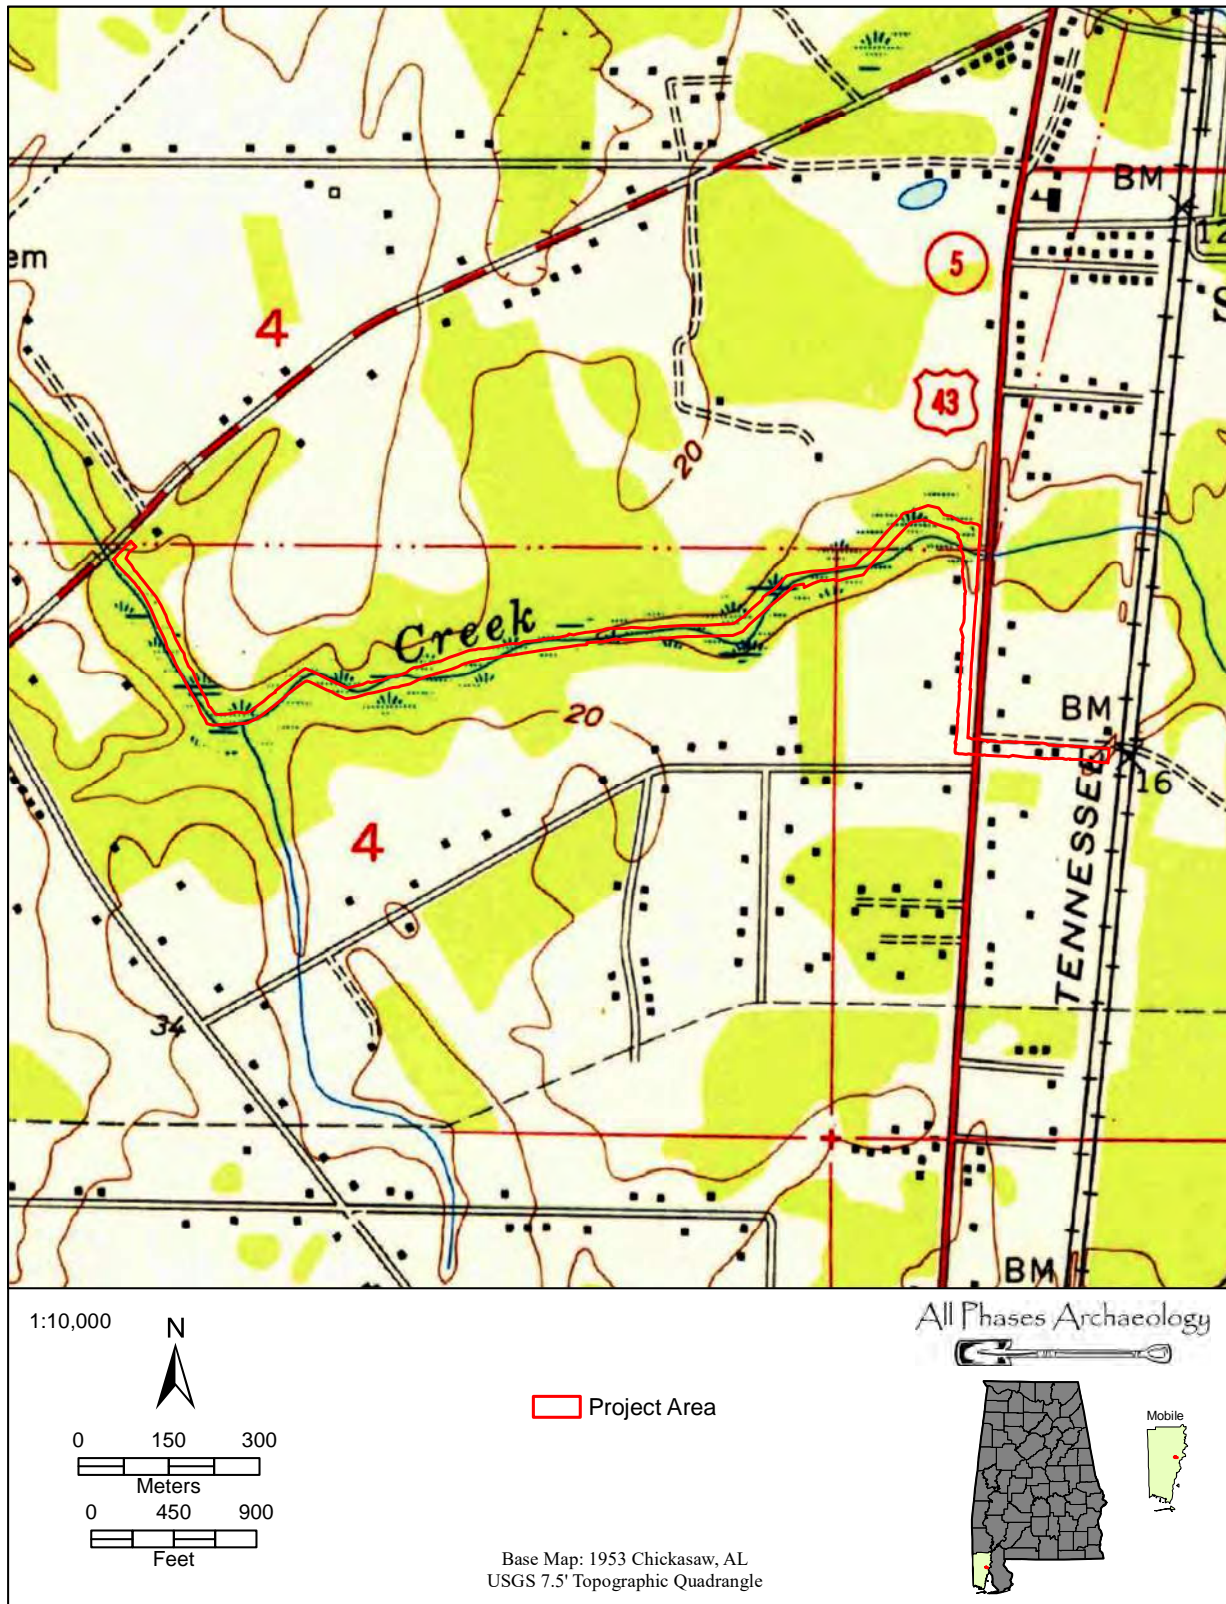 BM
12
em
5
4
43
20
Creek
20
BM
16
4
TENNESSEE
34
BM
1:10,000
N
0 150 300
Meters
0 450 900
Feet
Project Area
Base Map: 1953 Chickasaw, AL
USGS 7.5' Topographic Quadrangle
All Phases Archaeology
Mobile